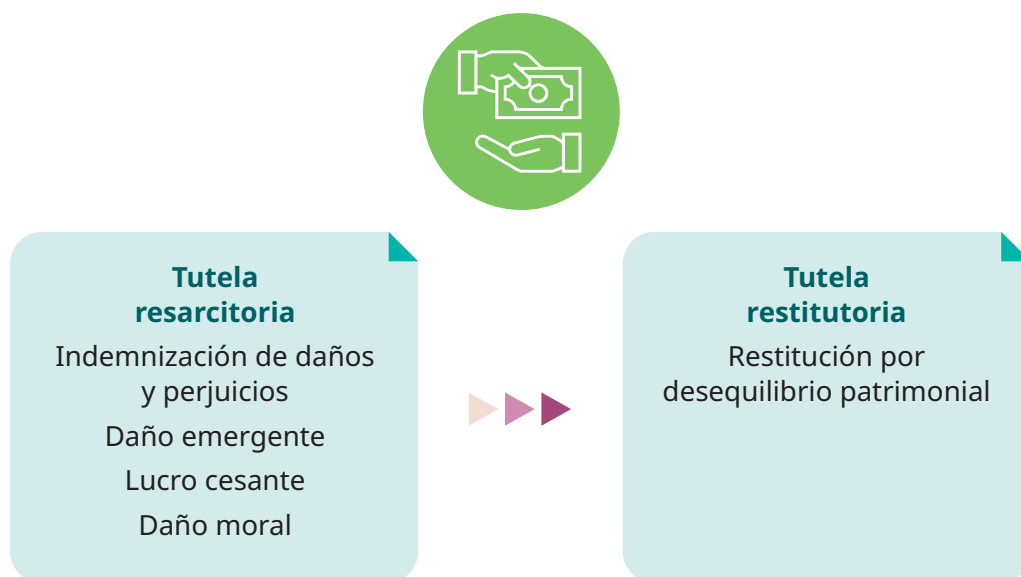 Tutela
resarcitoria
Indemnización de daños
y perjuicios
Daño emergente
Lucro cesante
Daño moral
Tutela
restitutoria
Restitución por
desequilibrio patrimonial